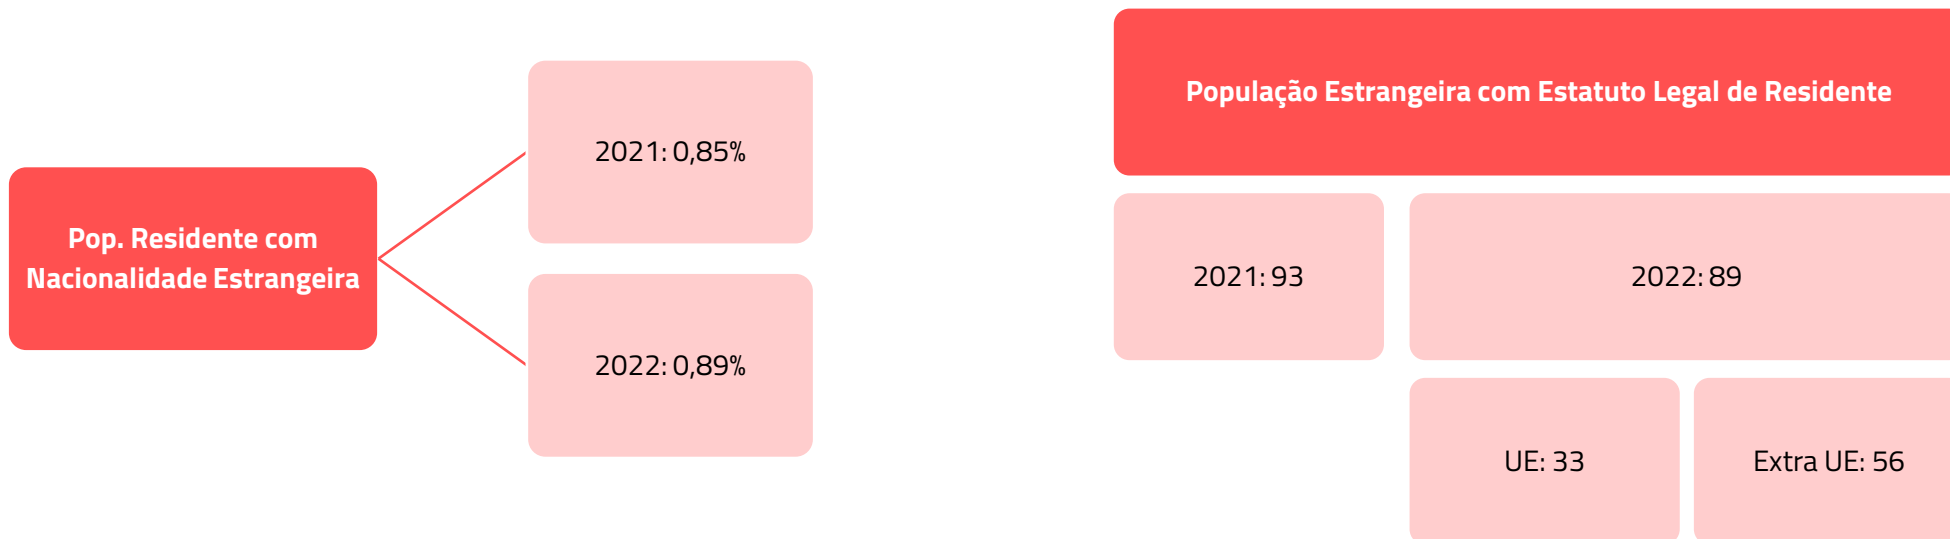 Pop. Residente com
Nacionalidade Estrangeira
2021: 0,85%
2022: 0,89%
População Estrangeira com Estatuto Legal de Residente
2021: 93
2022: 89
UE: 33
Extra UE: 56